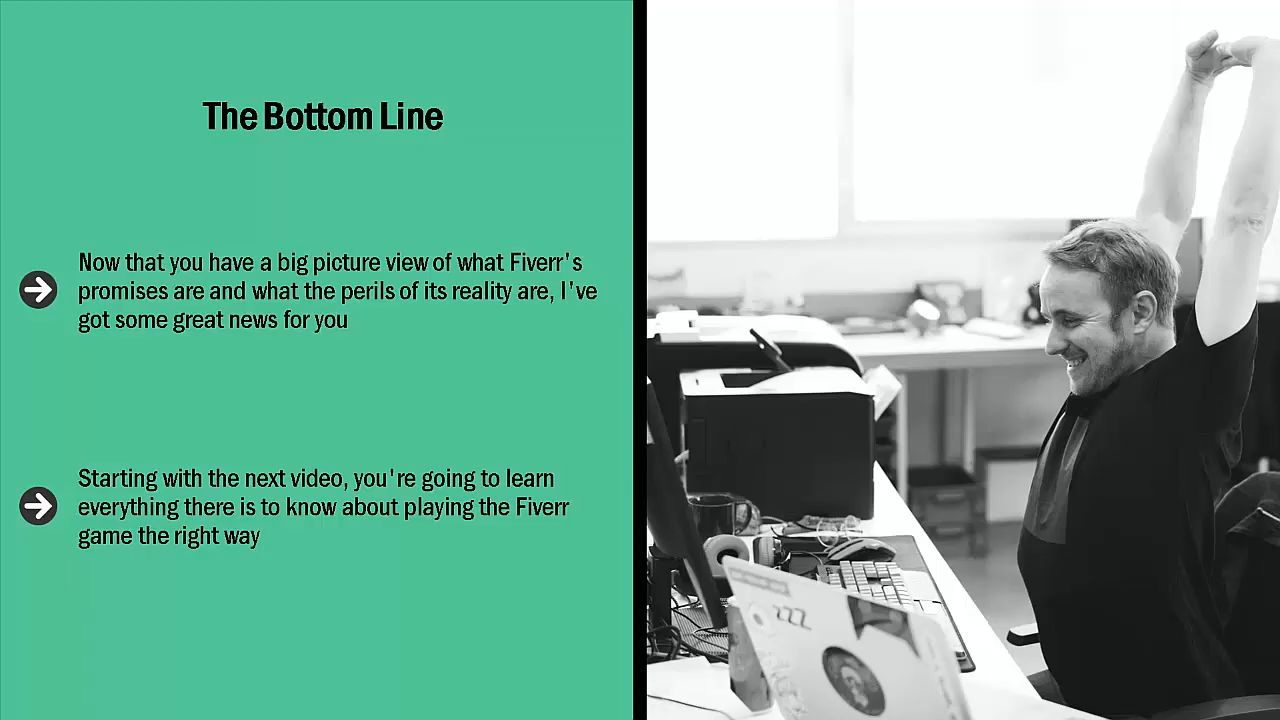 The Bottom Line
Now that you have a big picture view of what Fiverr's
promises are and what the perils of its reality are, I've
got some great news for you
Starting with the next video, you're going to learn
everything there is to know about playing the Fiverr
game the right way
zzz